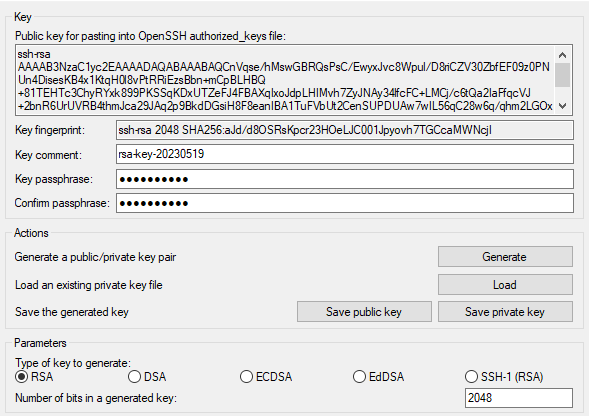 Key
Public key for pasting into OpenSSH authorized_keys file:
ssh-rsa
AAAAB3NzaC1yc2EAAAADAQABAAABAQCnVqse/hMswGBRQsPsC/EwyxJvc8WpuI/D8riCZV30ZbfEF09z0PN
Un4DisesKB4x1KtqH0I8vPtRRiEzsBbn+mCpBLHBQ
+81TEHTc3ChyRYxk899PKSSqKDxUTZeFJ4FBAXqIxoJdpLHIMvh7ZyJNAy34lfcFC+LMCj/c6tQa2IaFfqcVJ
+2bnR6UrUVRB4thmJca29JAq2p9BkdDGsiH8F8eanIBA1TuFVbUt2CenSUPDUAw7wIL56qC28w6q/qhm2LGOx
Key fingerprint:
ssh-rsa 2048 SHA256:aJd/d8OSRsKpcr23HOeLJC001Jpyovh7TGCcaMWNcjI
Key comment:
rsa-key-20230519
Key passphrase:
●●●●●●●●●●
Confirm passphrase:
●●●●●●●●●●
Actions
Generate a public/private key pair
Generate
Load an existing private key file
Load
Save the generated key
Save public key
Save private key
Parameters
Type of key to generate:
RSA
DSA
ECDSA
EdDSA
SSH-1 (RSA)
Number of bits in a generated key:
2048